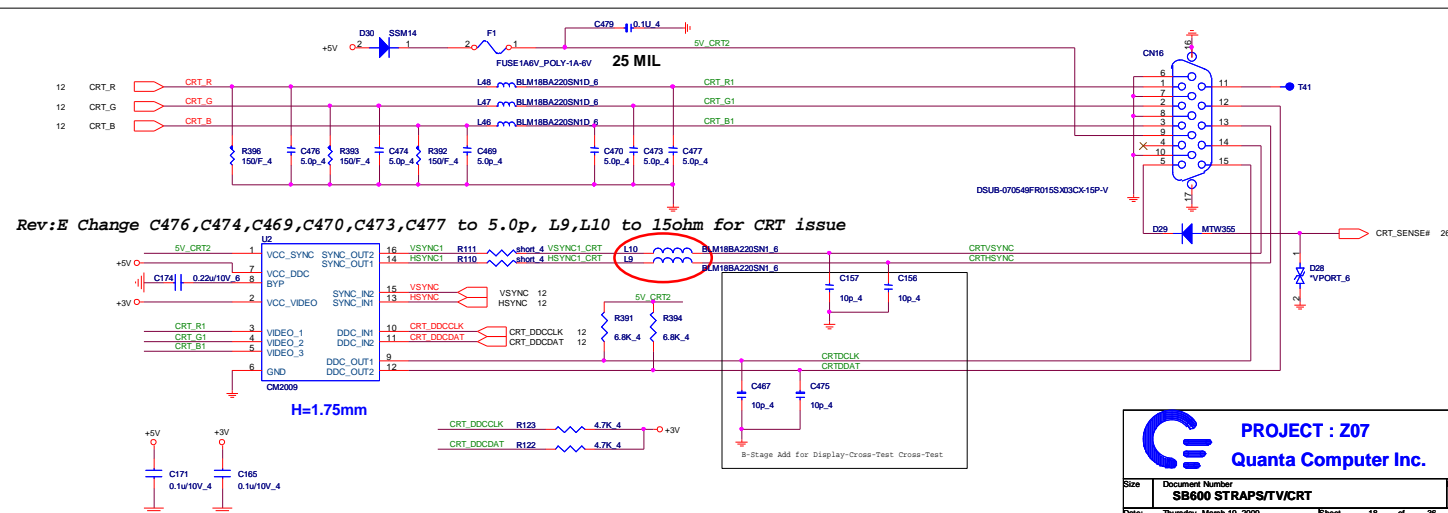 C479 0.1U_4
D30 SSM14 F1
+5V 2 1 2 1 5V_CRT2
FUSE1A6V_POLY-1A-6V 25 MIL
CN16
16
12 CRT_R CRT_R L48 BLM18BA220SN1D_6 CRT_R1
12 CRT_G CRT_G L47 BLM18BA220SN1D_6 CRT_G1
12 CRT_B CRT_B L46 BLM18BA220SN1D_6 CRT_B1
6
1 11 T41
7
2 12
8
3 13
9
4 14
10
5 15
17
R396 C476 R393 C474 R392 C469 C470 C473 C477
150/F_4 5.0p_4 150/F_4 5.0p_4 150/F_4 5.0p_4 5.0p_4 5.0p_4 5.0p_4
DSUB-070549FR015SX03CX-15P-V
Rev:E Change C476,C474,C469,C470,C473,C477 to 5.0p, L9,L10 to 15ohm for CRT issue
D29 MTW355 CRT_SENSE# 26
D28
*VPORT_6
2
U2
5V_CRT2 1 VCC_SYNC SYNC_OUT2 16 VSYNC1 R111 short_4 VSYNC1_CRT L10 BLM18BA220SN1_6 CRTVSYNC
SYNC_OUT1 14 HSYNC1 R110 short_4 HSYNC1_CRT L9 BLM18BA220SN1_6 CRTHSYNC
+5V 7 VCC_DDC
C174 0.22u/10V_6 8 BYP
SYNC_IN2 15 VSYNC VSYNC 12
+3V 2 VCC_VIDEO SYNC_IN1 13 HSYNC HSYNC 12
C157 C156
10p_4 10p_4
5V_CRT2
R391 R394
6.8K_4 6.8K_4
CRT_R1 3 VIDEO_1 DDC_IN1 10 CRT_DDCCLK CRT_DDCCLK 12
CRT_G1 4 VIDEO_2 DDC_IN2 11 CRT_DDCDAT CRT_DDCDAT 12
CRT_B1 5 VIDEO_3
DDC_OUT1 9 CRTDCLK
6 GND DDC_OUT2 12 CRTDDAT
CM2009
C467 C475
10p_4 10p_4
H=1.75mm
CRT_DDCCLK R123 4.7K_4 +3V
CRT_DDCDAT R122 4.7K_4
B-Stage Add for Display-Cross-Test Cross-Test
+5V +3V
C171 C165
0.1u/10V_4 0.1u/10V_4
PROJECT : Z07
Quanta Computer Inc.
Size Document Number
SB600 STRAPS/TV/CRT